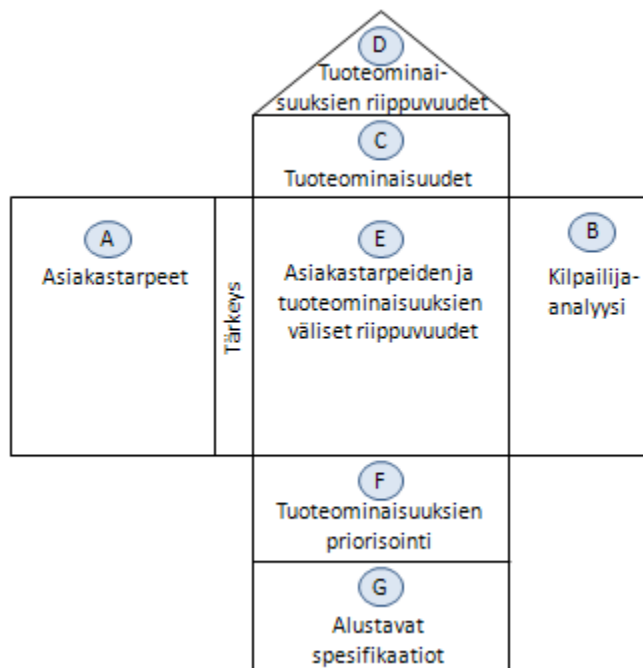 D
Tuoteominai-
suuksien riippuvuudet
C
Tuoteominaisuudet
A
Asiakastarpeet
Tärkeys
E
Asiakastarpeiden ja
tuoteominaisuuksien
väliset riippuvuudet
B
Kilpailija-
analyysi
F
Tuoteominaisuuksien
priorisointi
G
Alustavat
spesifikaatiot